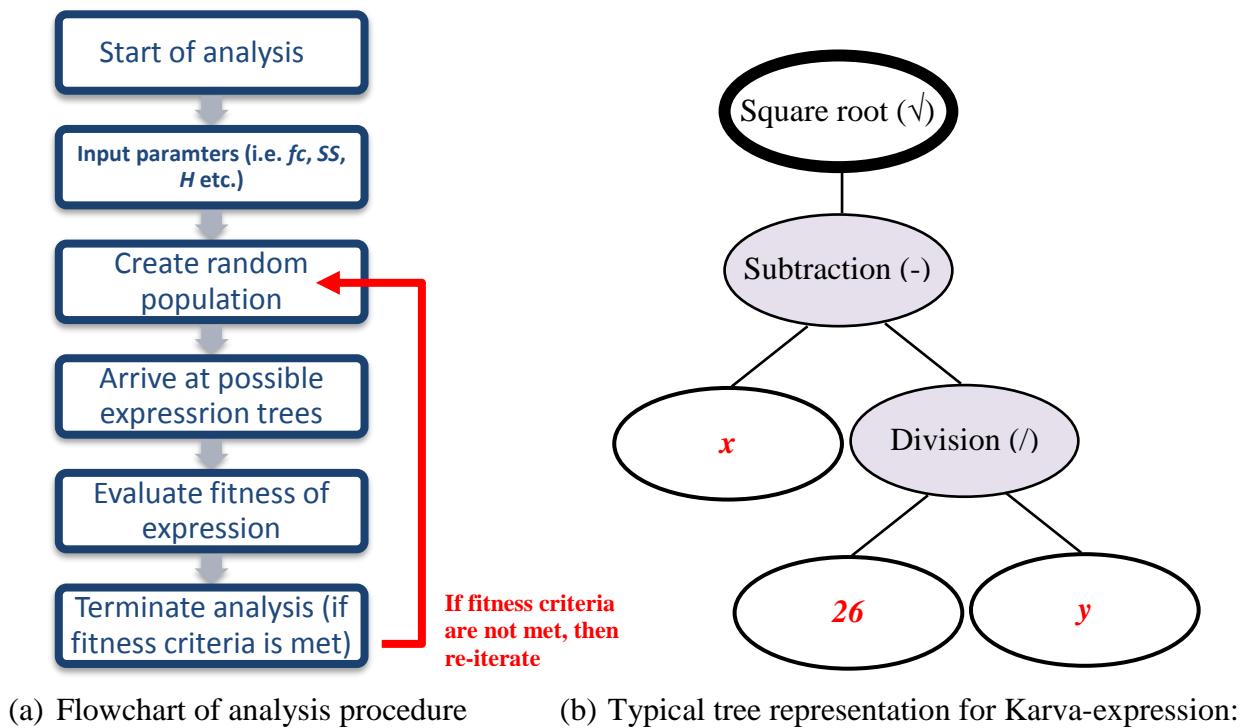 Start of analysis
Input paramters (i.e. fc, SS,
H etc.)
Create random
population
Arrive at possible
expressrion trees
Evaluate fitness of
expression
Terminate analysis (if
fitness criteria is met)
If fitness criteria
are not met, then
re-iterate
(a) Flowchart of analysis procedure
Square root (√)
Subtraction (-)
x
Division (/)
26
y
(b) Typical tree representation for Karva-expression: